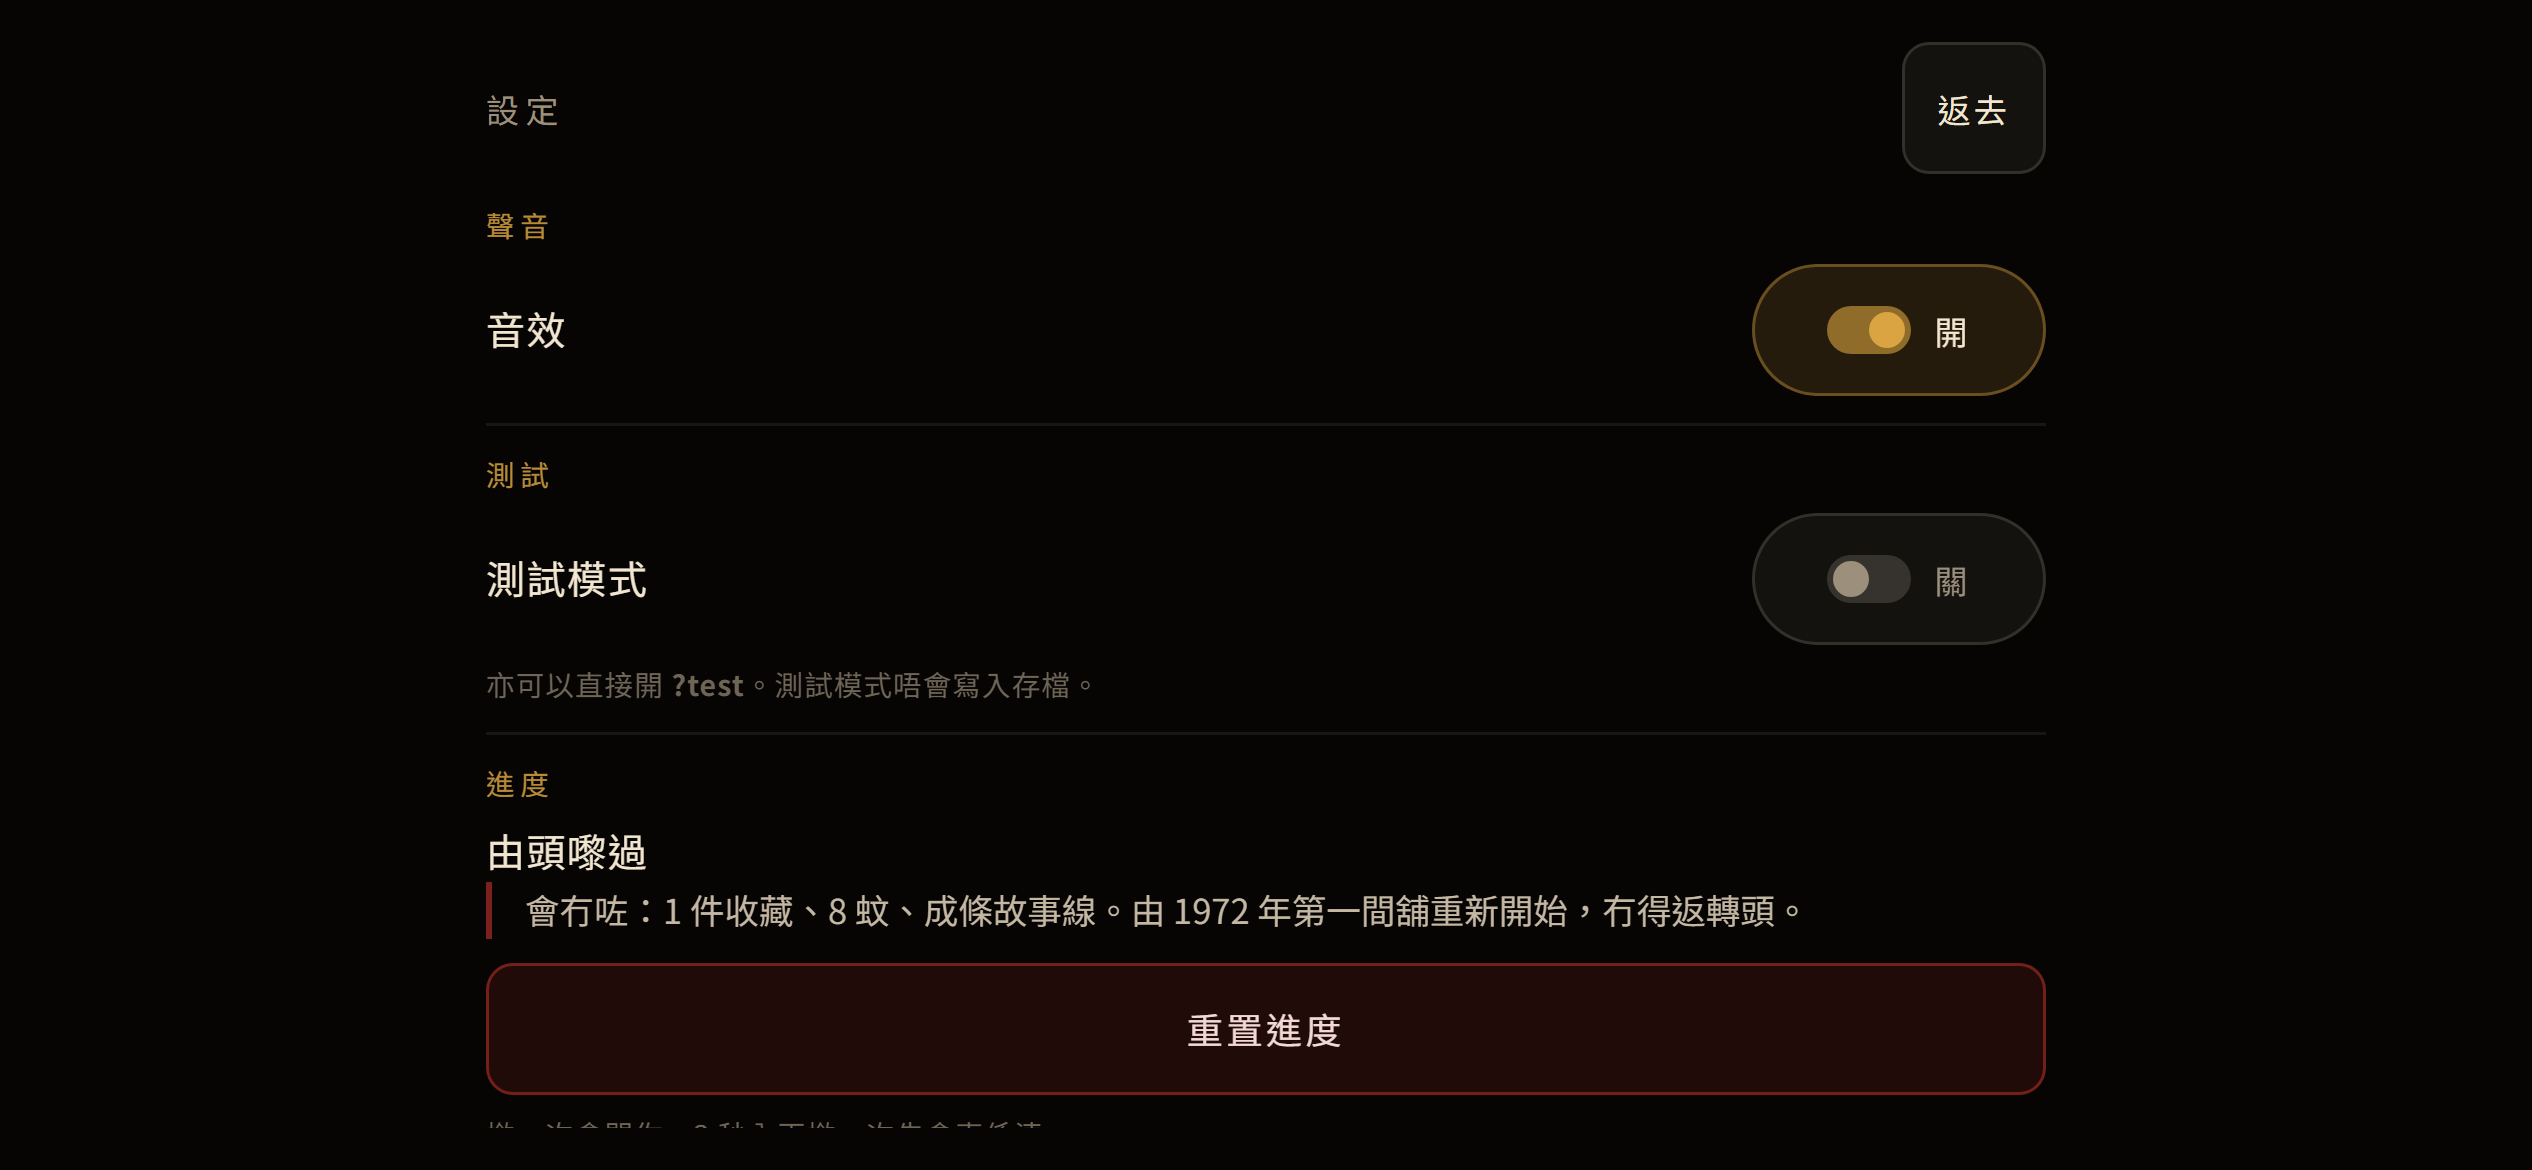 設定
返去
聲音
音效
開
測試
測試模式
關
亦可以直接開 ?test。測試模式唔會寫入存檔。
進度
由頭嚟過
會冇咗：1 件收藏、8 蚊、成條故事線。由 1972 年第一間舖重新開始，冇得返轉頭。
重置進度